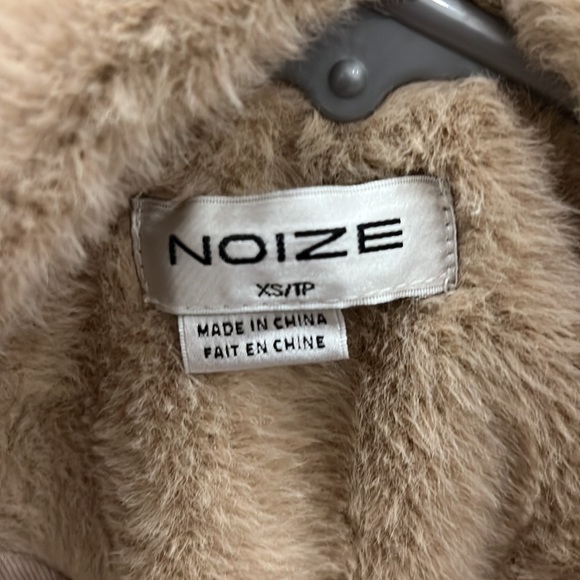 NOIZE
XS/TP
MADE IN CHINA
FAIT EN CHINE